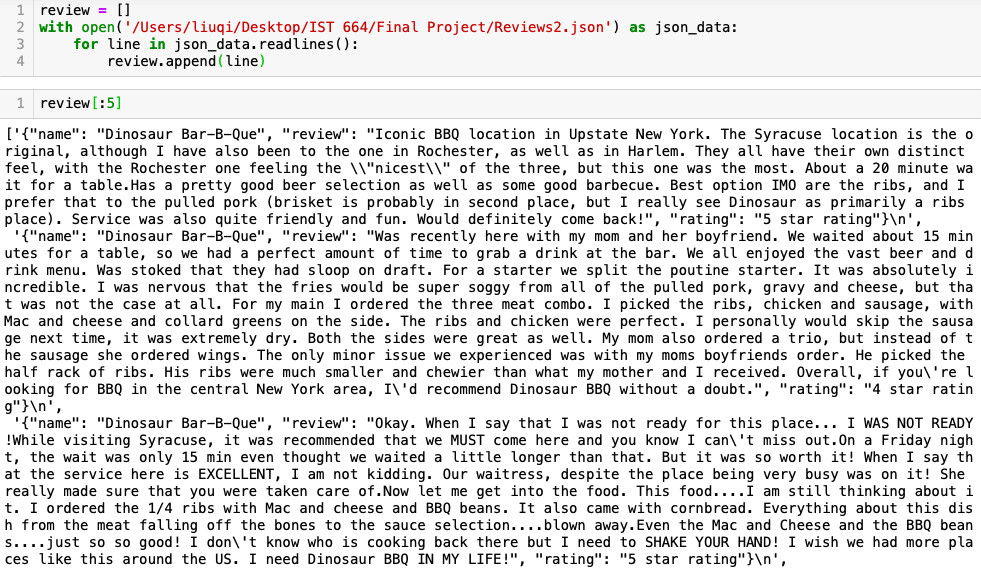 1 review = []
2 with open('/Users/liuqi/Desktop/IST 664/Final Project/Reviews2.json') as json_data:
3     for line in json_data.readlines():
4         review.append(line)
1 review[:5]
['{"name": "Dinosaur Bar-B-Que", "review": "Iconic BBQ location in Upstate New York. The Syracuse location is the o
riginal, although I have also been to the one in Rochester, as well as in Harlem. They all have their own distinct
feel, with the Rochester one feeling the \\"nicest\\" of the three, but this one was the most. About a 20 minute wa
it for a table.Has a pretty good beer selection as well as some good barbecue. Best option IMO are the ribs, and I
prefer that to the pulled pork (brisket is probably in second place, but I really see Dinosaur as primarily a ribs
place). Service was also quite friendly and fun. Would definitely come back!", "rating": "5 star rating"}\n',
'{"name": "Dinosaur Bar-B-Que", "review": "Was recently here with my mom and her boyfriend. We waited about 15 min
utes for a table, so we had a perfect amount of time to grab a drink at the bar. We all enjoyed the vast beer and d
rink menu. Was stoked that they had sloop on draft. For a starter we split the poutine starter. It was absolutely i
ncredible. I was nervous that the fries would be super soggy from all of the pulled pork, gravy and cheese, but tha
t was not the case at all. For my main I ordered the three meat combo. I picked the ribs, chicken and sausage, with
Mac and cheese and collard greens on the side. The ribs and chicken were perfect. I personally would skip the sausa
ge next time, it was extremely dry. Both the sides were great as well. My mom also ordered a trio, but instead of t
he sausage she ordered wings. The only minor issue we experienced was with my moms boyfriends order. He picked the
half rack of ribs. His ribs were much smaller and chewier than what my mother and I received. Overall, if you\'re l
ooking for BBQ in the central New York area, I\'d recommend Dinosaur BBQ without a doubt.", "rating": "4 star ratin
g"}\n',
'{"name": "Dinosaur Bar-B-Que", "review": "Okay. When I say that I was not ready for this place... I WAS NOT READY
!While visiting Syracuse, it was recommended that we MUST come here and you know I can\'t miss out.On a Friday nigh
t, the wait was only 15 min even thought we waited a little longer than that. But it was so worth it! When I say th
at the service here is EXCELLENT, I am not kidding. Our waitress, despite the place being very busy was on it! She
really made sure that you were taken care of.Now let me get into the food. This food....I am still thinking about i
t. I ordered the 1/4 ribs with Mac and cheese and BBQ beans. It also came with cornbread. Everything about this dis
h from the meat falling off the bones to the sauce selection....blown away.Even the Mac and Cheese and the BBQ bean
s....just so so good! I don\'t know who is cooking back there but I need to SHAKE YOUR HAND! I wish we had more pla
ces like this around the US. I need Dinosaur BBQ IN MY LIFE!", "rating": "5 star rating"}\n',